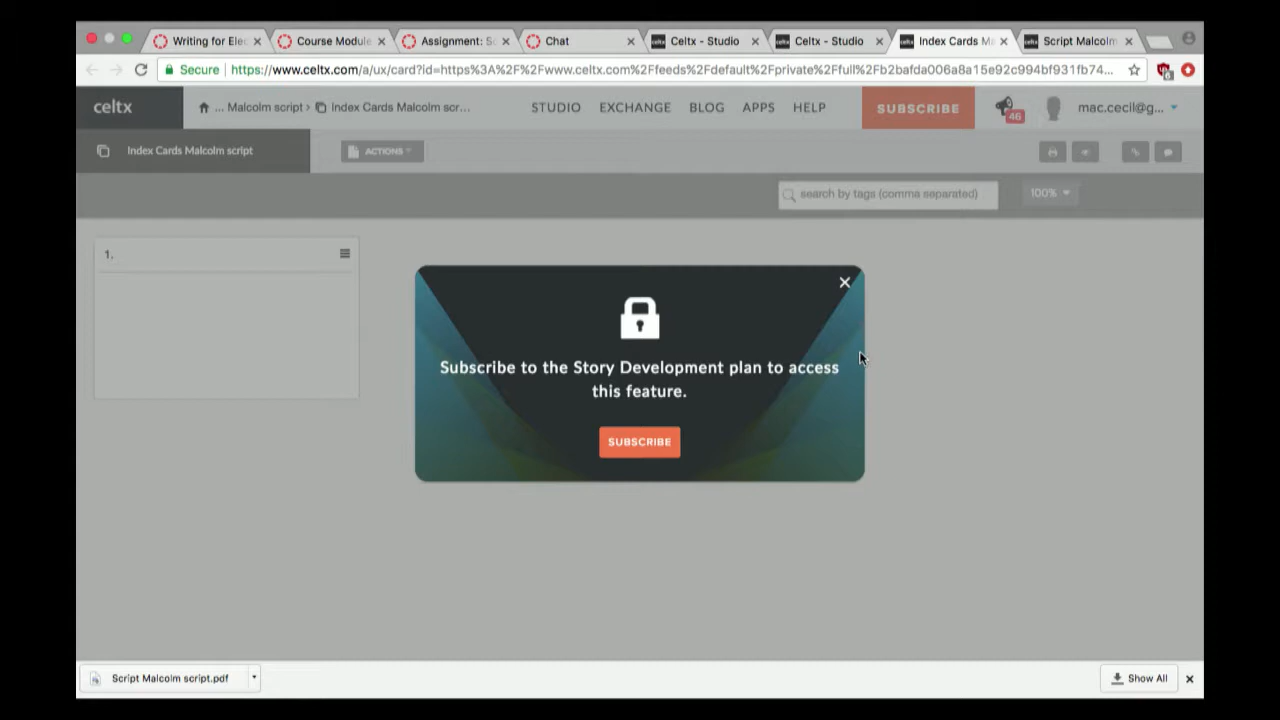 Writing for Elec
Course Module
Assignment: Sc
Chat
Celtx - Studio
Celtx - Studio
Index Cards Ma
Script Malcolm
Secure
https://www.celtx.com/a/ux/card?id=https%3A%2F%2Fwww.celtx.com%2Ffeeds%2Fdefault%2Fprivate%2Ffull%2Fb2bafda006a8a15e92c994bf931fb74...
celtx
... Malcolm script › Index Cards Malcolm scr...
STUDIO
EXCHANGE
BLOG
APPS
HELP
SUBSCRIBE
46
mac.cecil@g...
Index Cards Malcolm script
ACTIONS
search by tags (comma separated)
100%
1.
Subscribe to the Story Development plan to access
this feature.
SUBSCRIBE
Script Malcolm script.pdf
Show All